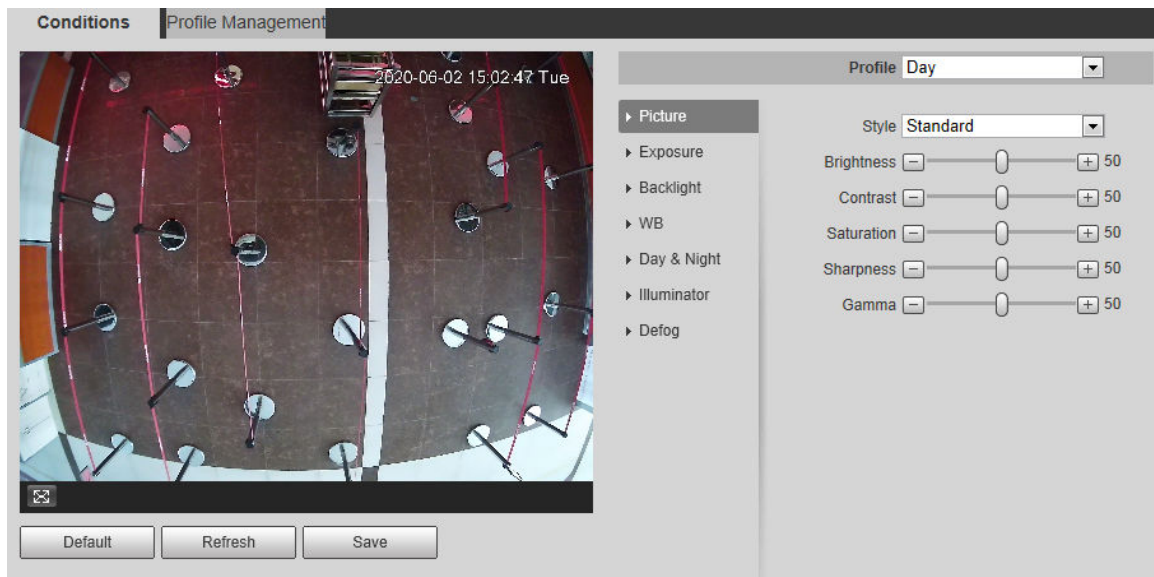 Conditions
Profile Management
2020-06-02 15:02:47 Tue
Profile Day
Picture
Exposure
Backlight
WB
Day & Night
Illuminator
Defog
Style Standard
Brightness 50
Contrast 50
Saturation 50
Sharpness 50
Gamma 50
Default
Refresh
Save